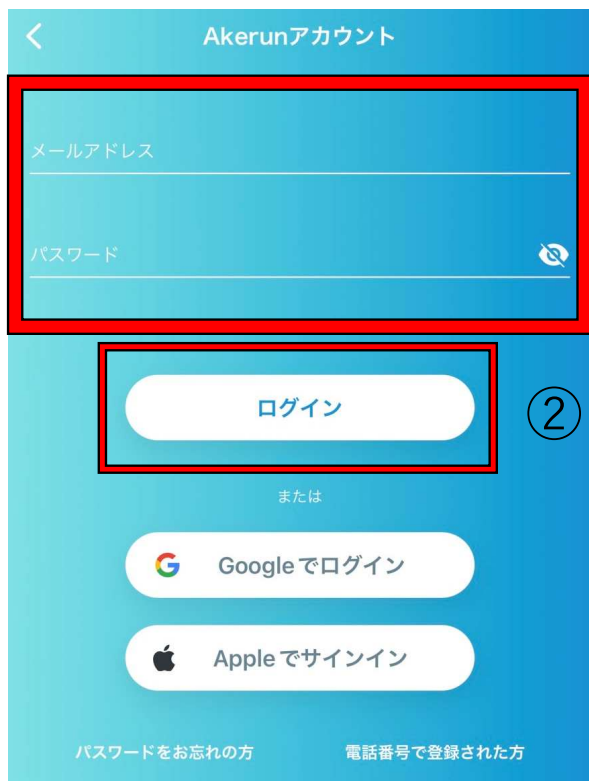 Akerunアカウント
メールアドレス
パスワード
ログイン
②
または
Googleでログイン
Appleでサインイン
パスワードをお忘れの方
電話番号で登録された方